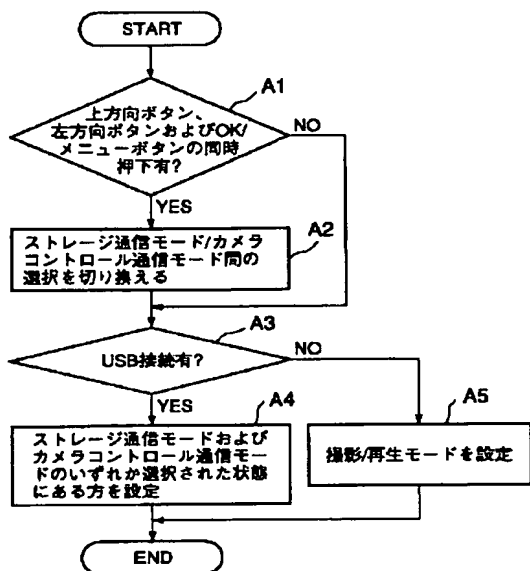 START
A1
上方向ボタン、
左方向ボタンおよびOK/
メニューボタンの同時
押下有?
NO
YES
A2
ストレージ通信モード/カメラ
コントロール通信モード間の
選択を切り換える
A3
USB接続有?
NO
YES
A4
ストレージ通信モードおよび
カメラコントロール通信モー
ドのいずれか選択された状態
にある方を設定
A5
撮影/再生モードを設定
END